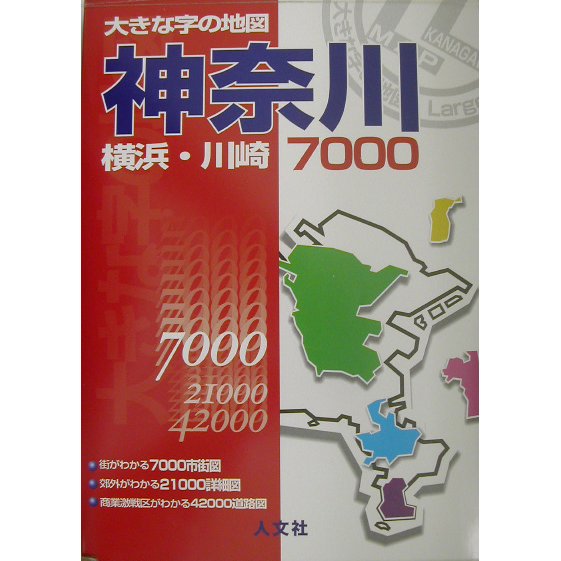 大きな字の地図
神奈川
横浜・川崎 7000
KANAGAWA
MAP
Large
7000
21000
42000
街がわかる7000市街図
郊外がわかる21000詳細図
商業激戦区がわかる42000道路図
人文社